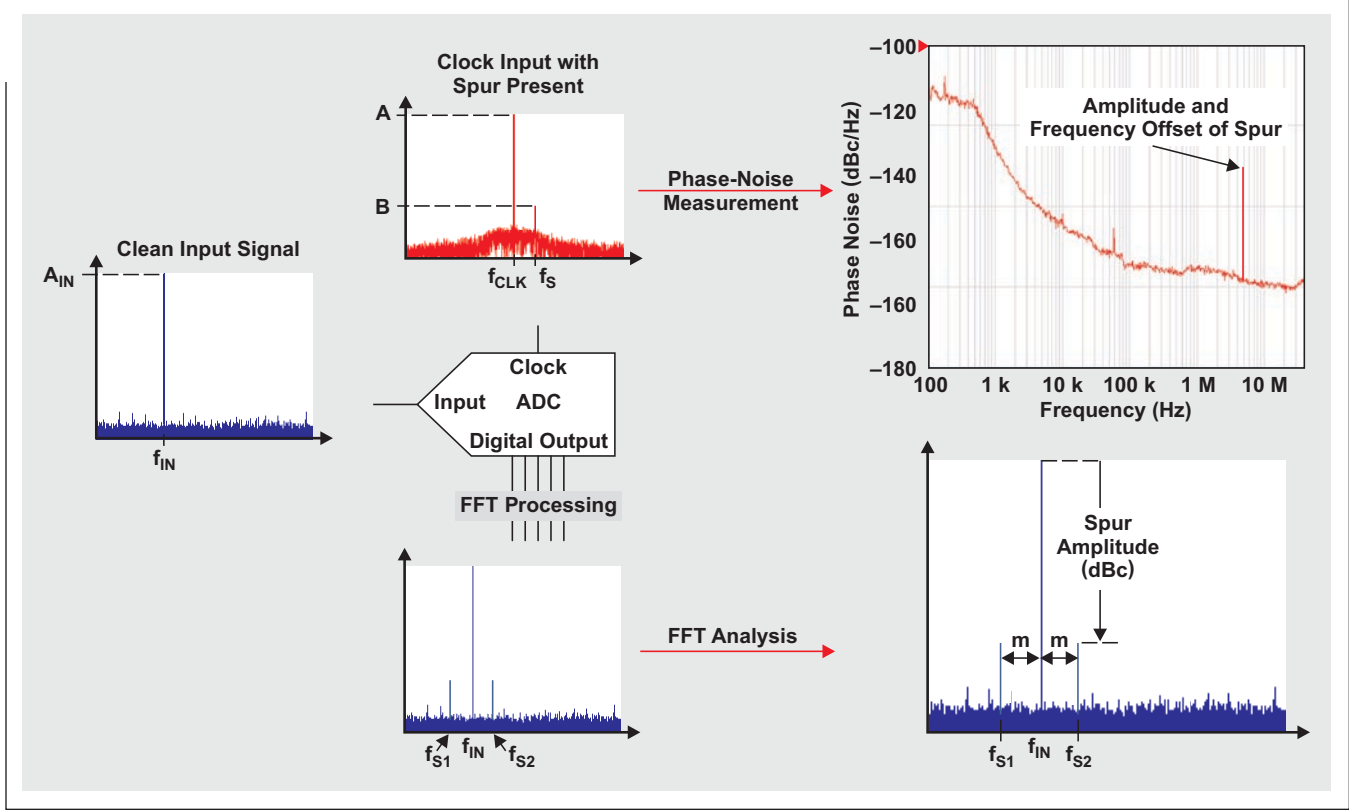 Clock Input with
Spur Present
A
B
fCLK
fS
Phase-Noise
Measurement
Phase Noise (dBc/Hz)
–100
–120
–140
–160
–160
–180
Amplitude and
Frequency Offset of Spur
100 1 k 10 k 100 k 1 M 10 M
Frequency (Hz)
Clean Input Signal
AIN
fIN
Clock
Input ADC
Digital Output
FFT Processing
fS1 fIN fS2
FFT Analysis
Spur
Amplitude
(dBc)
m m
fS1 fIN fS2